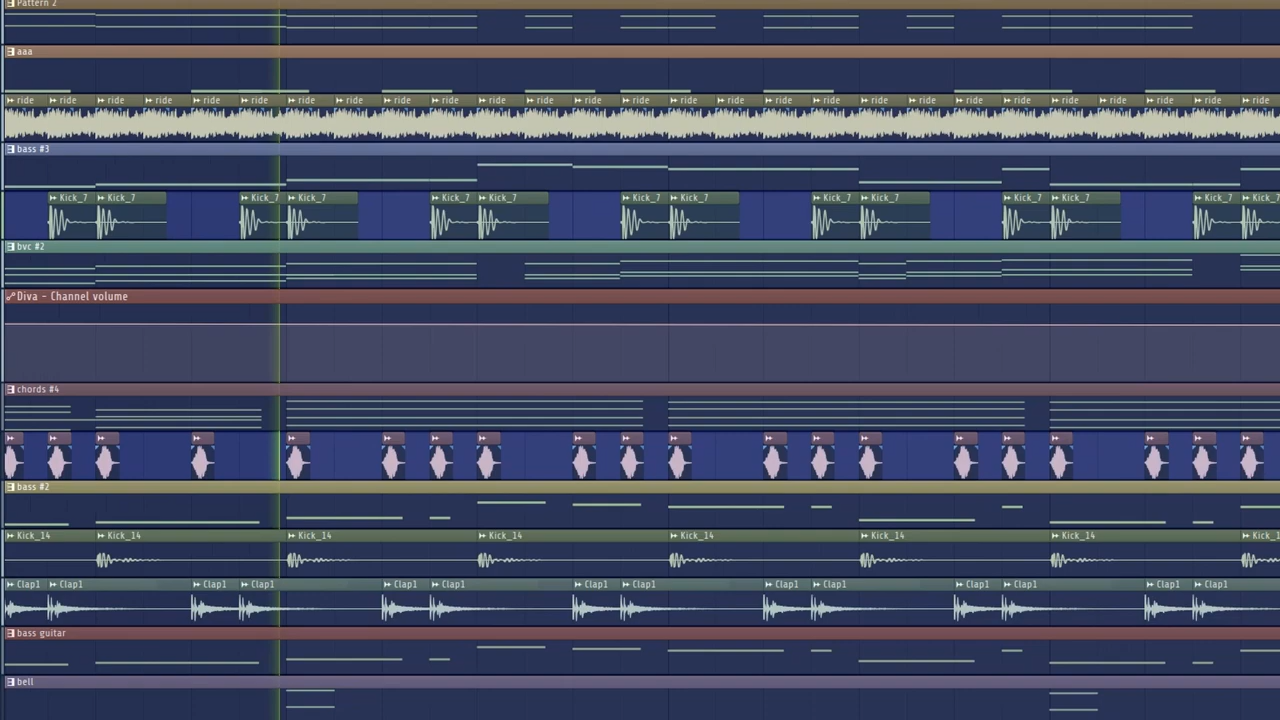 Pattern 2
aaa
ride ride ride ride ride ride ride ride ride ride ride ride ride ride ride ride ride ride ride ride ride ride ride ride ride ride ride
bass #3
Kick_7 Kick_7 Kick_7 Kick_7 Kick_7 Kick_7 Kick_7 Kick_7 Kick_7 Kick_7 Kick_7 Kick_7 Kick_7 Kick_7
bvc #2
Diva - Channel volume
chords #4
bass #2
Kick_14 Kick_14 Kick_14 Kick_14 Kick_14 Kick_14 Kick_1
Clap1 Clap1 Clap1 Clap1 Clap1 Clap1 Clap1 Clap1 Clap1 Clap1 Clap1 Clap1 Clap1 Clap1
bass guitar
bell